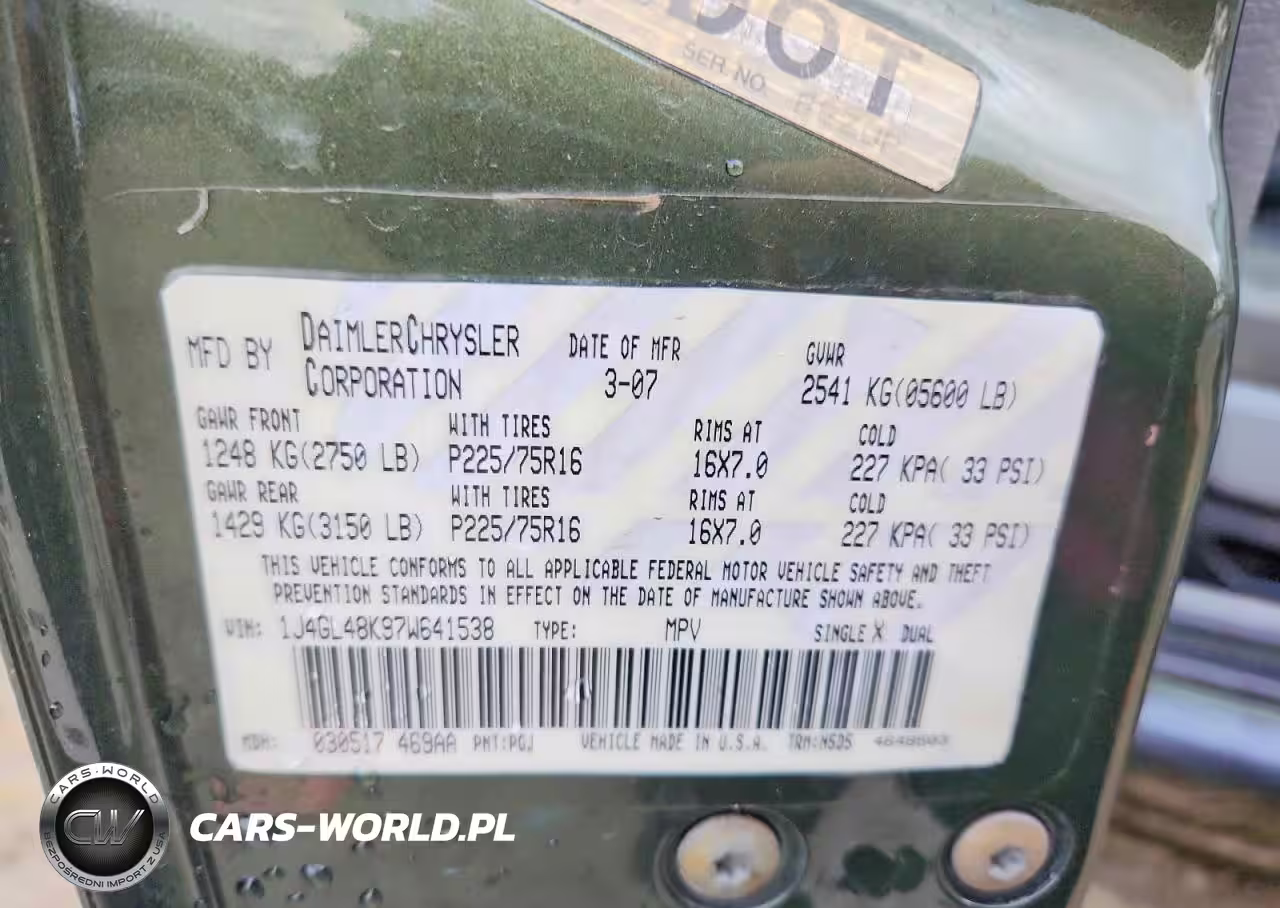 DOT
SER. NO
MFD BY DAIMLERCHRYSLER CORPORATION DATE OF MFR 3-07 GVWR 2541 KG(05600 LB)
GAWR FRONT WITH TIRES RIMS AT COLD
1248 KG(2750 LB) P225/75R16 16X7.0 227 KPA( 33 PSI)
GAWR REAR WITH TIRES RIMS AT COLD
1429 KG(3150 LB) P225/75R16 16X7.0 227 KPA( 33 PSI)
THIS VEHICLE CONFORMS TO ALL APPLICABLE FEDERAL MOTOR VEHICLE SAFETY AND THEFT
PREVENTION STANDARDS IN EFFECT ON THE DATE OF MANUFACTURE SHOWN ABOVE.
VIN: 1J4GL48K97W641538 TYPE: MPV SINGLE X DUAL
MDH: 030517 469AA PNT:PGJ VEHICLE MADE IN U.S.A. TRM:N5D5
CARS-WORLD
CW
BEZPOŚREDNI IMPORT Z USA
CARS-WORLD.PL